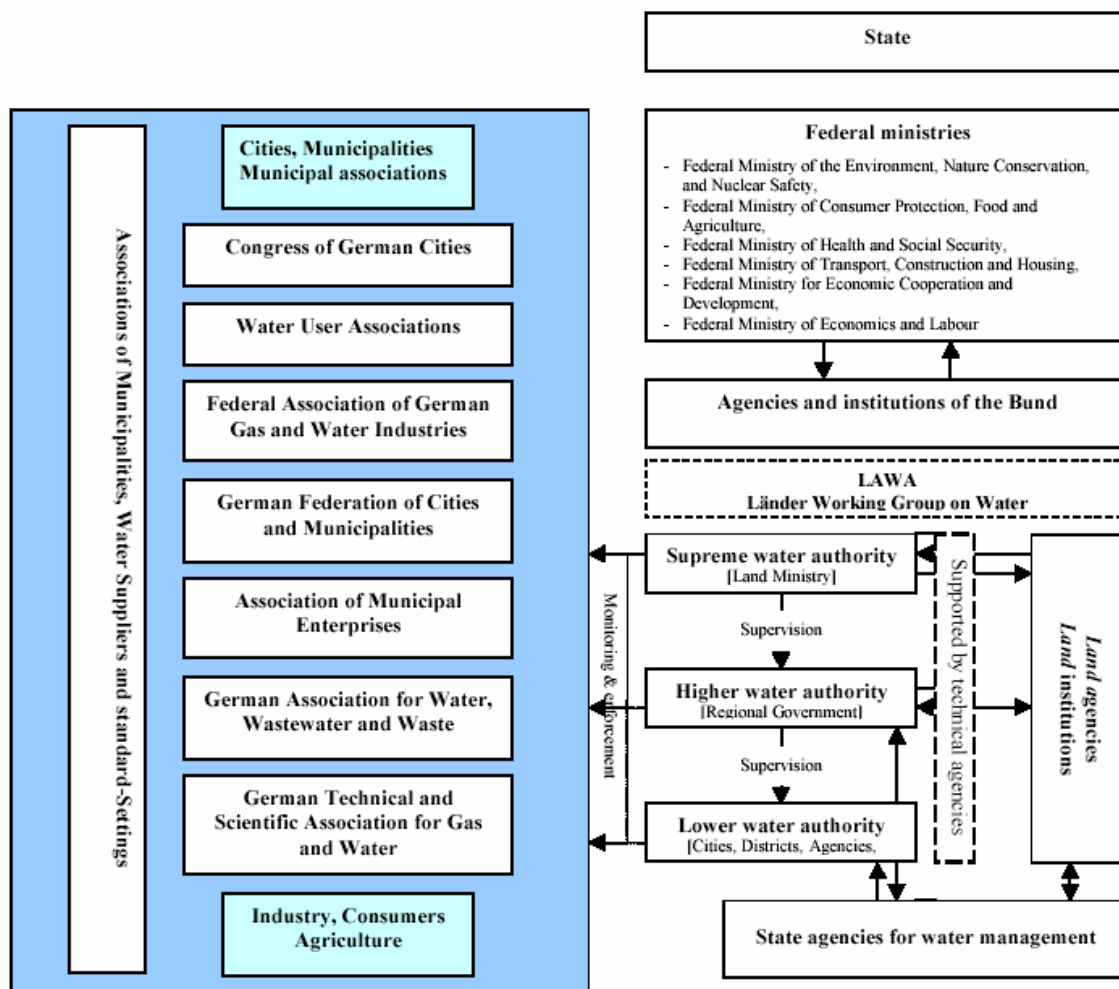 State
Associations of Municipalities, Water Suppliers and standard-Settings
Cities, Municipalities
Municipal associations
Congress of German Cities
Water User Associations
Federal Association of German
Gas and Water Industries
German Federation of Cities
and Municipalities
Association of Municipal
Enterprises
German Association for Water,
Wastewater and Waste
German Technical and
Scientific Association for Gas
and Water
Industry, Consumers
Agriculture
Federal ministries
- Federal Ministry of the Environment, Nature Conservation,
and Nuclear Safety,
- Federal Ministry of Consumer Protection, Food and
Agriculture,
- Federal Ministry of Health and Social Security,
- Federal Ministry of Transport, Construction and Housing,
- Federal Ministry for Economic Cooperation and
Development,
- Federal Ministry of Economics and Labour
Agencies and institutions of the Bund
LAWA
Länder Working Group on Water
Monitoring & enforcement
Supreme water authority
[Land Ministry]
Supervision
Higher water authority
[Regional Government]
Supervision
Lower water authority
[Cities, Districts, Agencies,
Supported by technical agencies
Land agencies
Land institutions
State agencies for water management